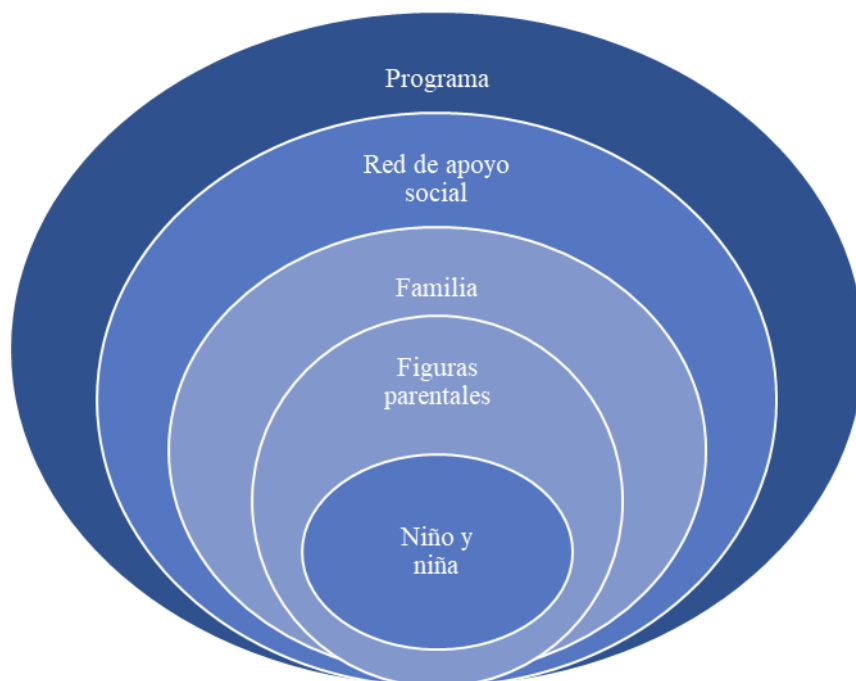 Programa
Red de apoyo
social
Familia
Figuras
parentales
Niño y
niña